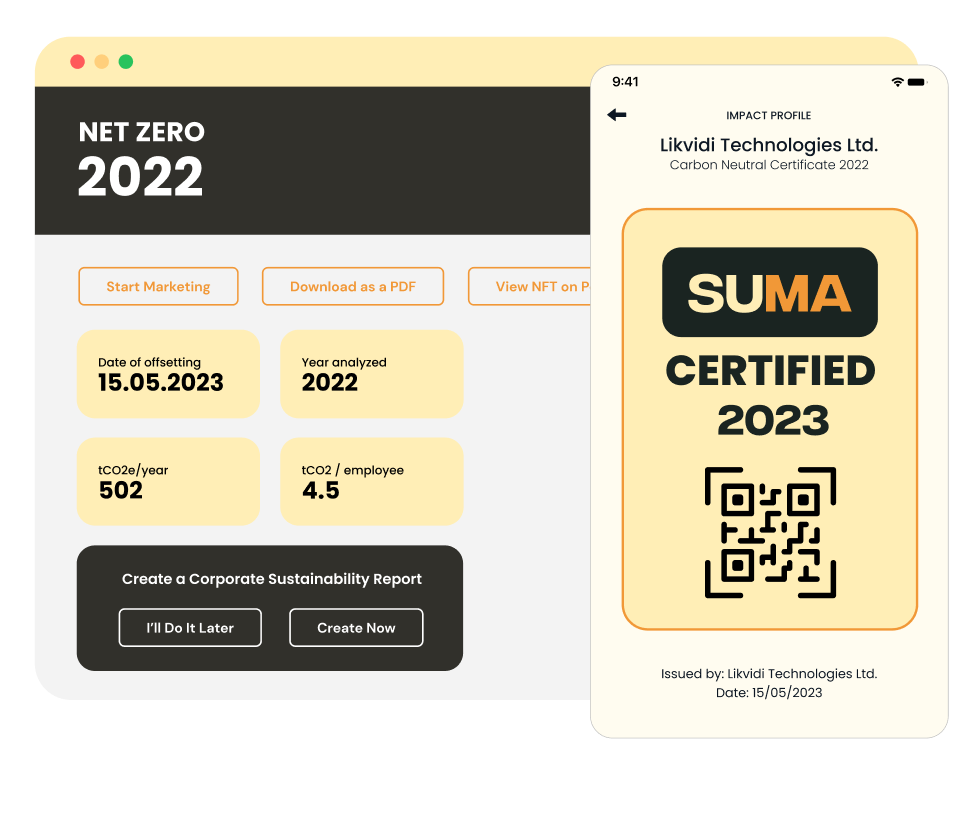 NET ZERO
2022
Start Marketing
Download as a PDF
View NFT on P
Date of offsetting
15.05.2023
Year analyzed
2022
tCO2e/year
502
tCO2 / employee
4.5
Create a Corporate Sustainability Report
I'll Do It Later
Create Now
9:41
IMPACT PROFILE
Likvidi Technologies Ltd.
Carbon Neutral Certificate 2022
SUMA
CERTIFIED
2023
Issued by: Likvidi Technologies Ltd.
Date: 15/05/2023